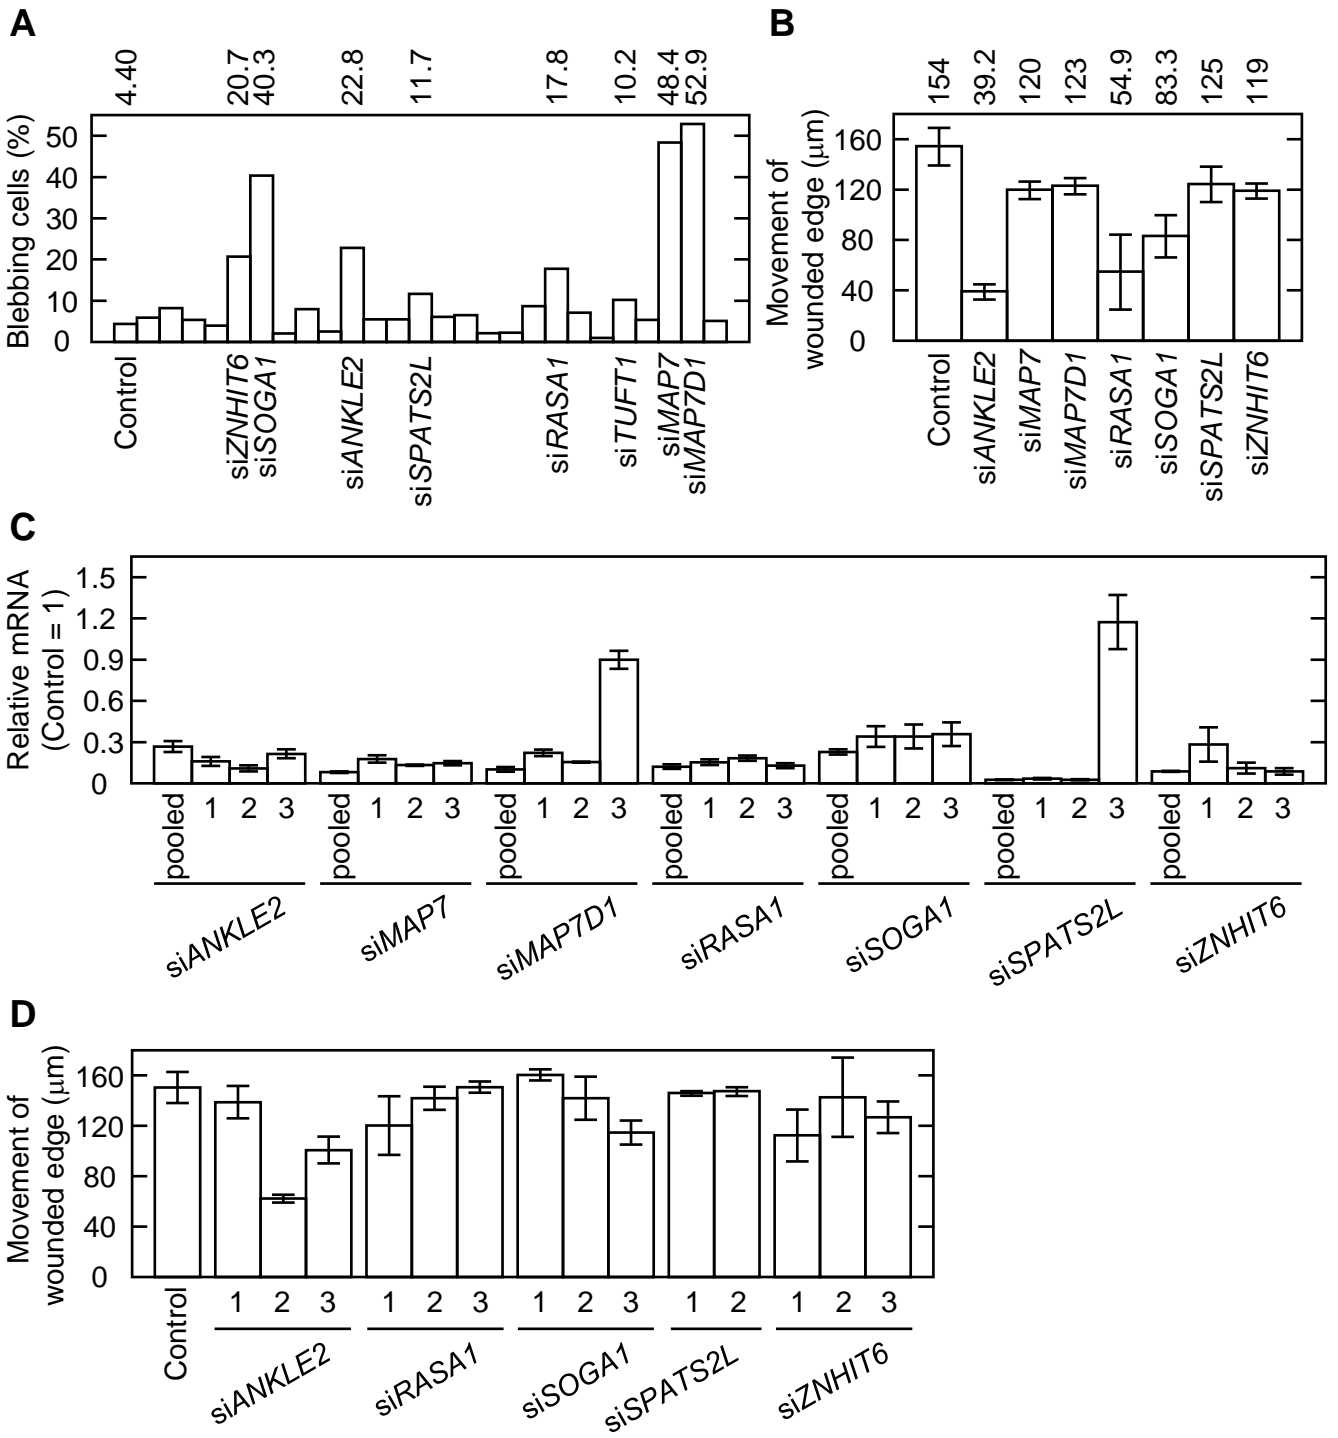 A
4.40 20.7 40.3 22.8 11.7 17.8 10.2 48.4 52.9
Blebbing cells (%)
50
40
30
20
10
0
Control siZNHIT6 siSOGA1 siANKLE2 siSPATS2L siRASA1 siTUFT1 siMAP7 siMAP7D1
B
154 39.2 120 123 54.9 83.3 125 119
Movement of
wounded edge (μm)
160
120
80
40
0
Control siANKLE2 siMAP7 siMAP7D1 siRASA1 siSOGA1 siSPATS2L siZNHIT6
C
Relative mRNA
(Control = 1)
1.5
1.2
0.9
0.6
0.3
0
pooled 1 2 3 pooled 1 2 3 pooled 1 2 3 pooled 1 2 3 pooled 1 2 3 pooled 1 2 3 pooled 1 2 3
siANKLE2 siMAP7 siMAP7D1 siRASA1 siSOGA1 siSPATS2L siZNHIT6
D
Movement of
wounded edge (μm)
160
120
80
40
0
Control 1 2 3 1 2 3 1 2 3 1 2 1 2 3
siANKLE2 siRASA1 siSOGA1 siSPATS2L siZNHIT6